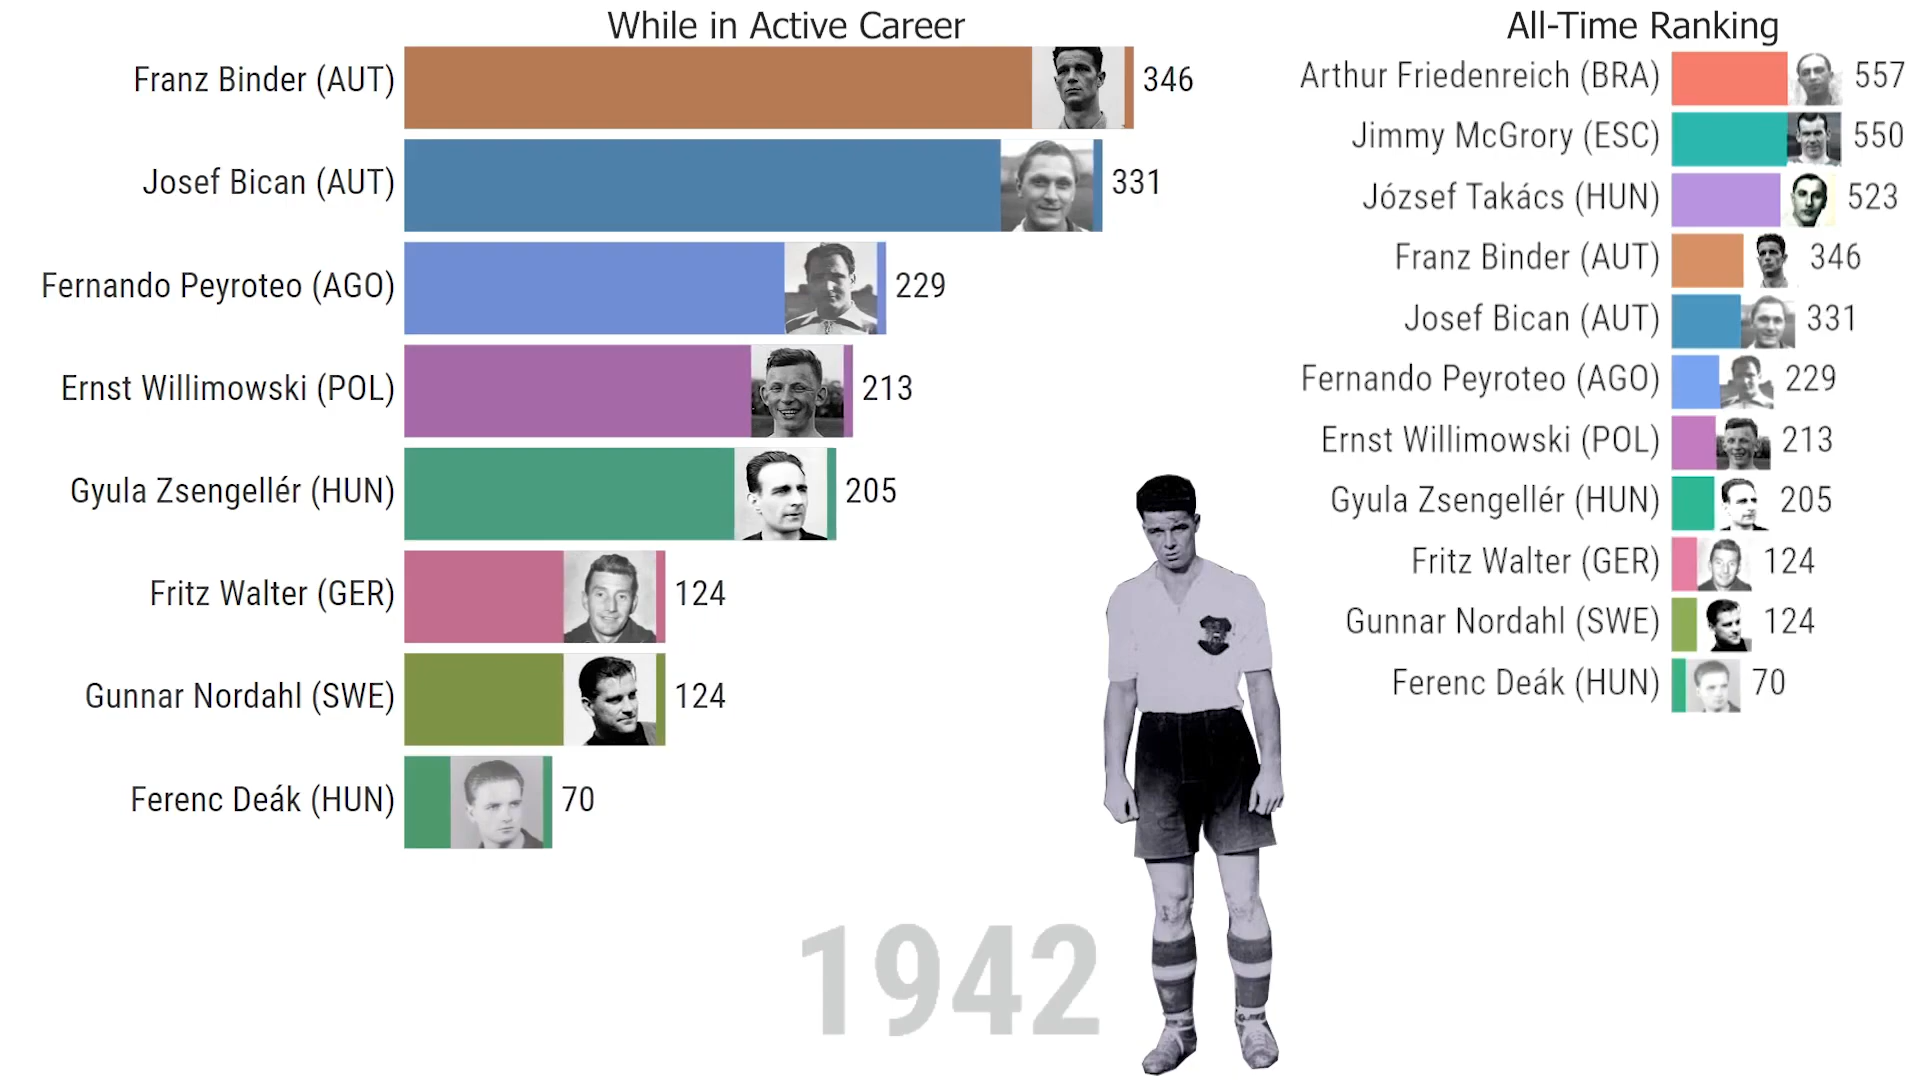 While in Active Career
Franz Binder (AUT) 346
Josef Bican (AUT) 331
Fernando Peyroteo (AGO) 229
Ernst Willimowski (POL) 213
Gyula Zsengellér (HUN) 205
Fritz Walter (GER) 124
Gunnar Nordahl (SWE) 124
Ferenc Deák (HUN) 70
1942
All-Time Ranking
Arthur Friedenreich (BRA) 557
Jimmy McGrory (ESC) 550
József Takács (HUN) 523
Franz Binder (AUT) 346
Josef Bican (AUT) 331
Fernando Peyroteo (AGO) 229
Ernst Willimowski (POL) 213
Gyula Zsengellér (HUN) 205
Fritz Walter (GER) 124
Gunnar Nordahl (SWE) 124
Ferenc Deák (HUN) 70